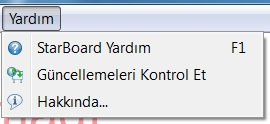 Yardım
StarBoard Yardım F1
Güncellemeleri Kontrol Et
Hakkında...